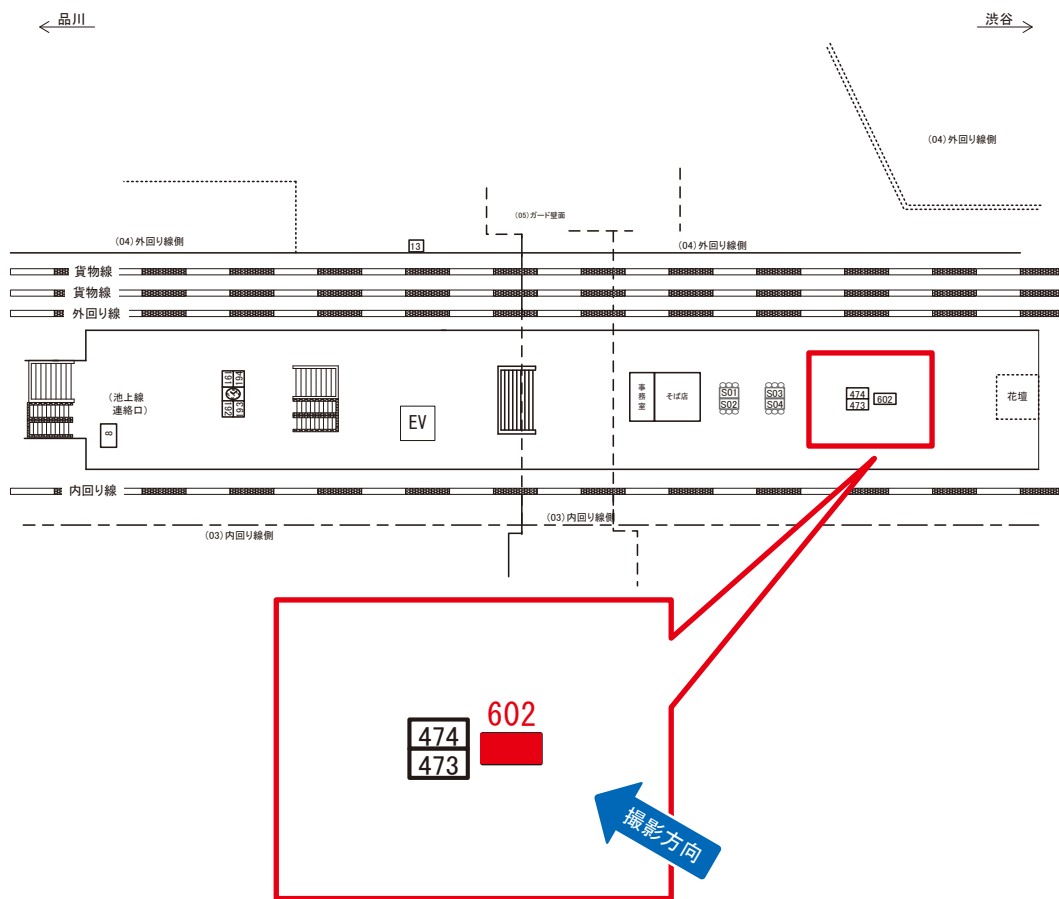 品川
渋谷
(04)外回り線側
(05)ガード壁面
(04)外回り線側
13
(04)外回り線側
貨物線
貨物線
外回り線
(池上線
連絡口)
8
191
194
192
193
EV
事務室
そば店
S01
S02
S03
S04
474
473
602
花壇
内回り線
(03)内回り線側
(03)内回り線側
602
474
473
撮影方向